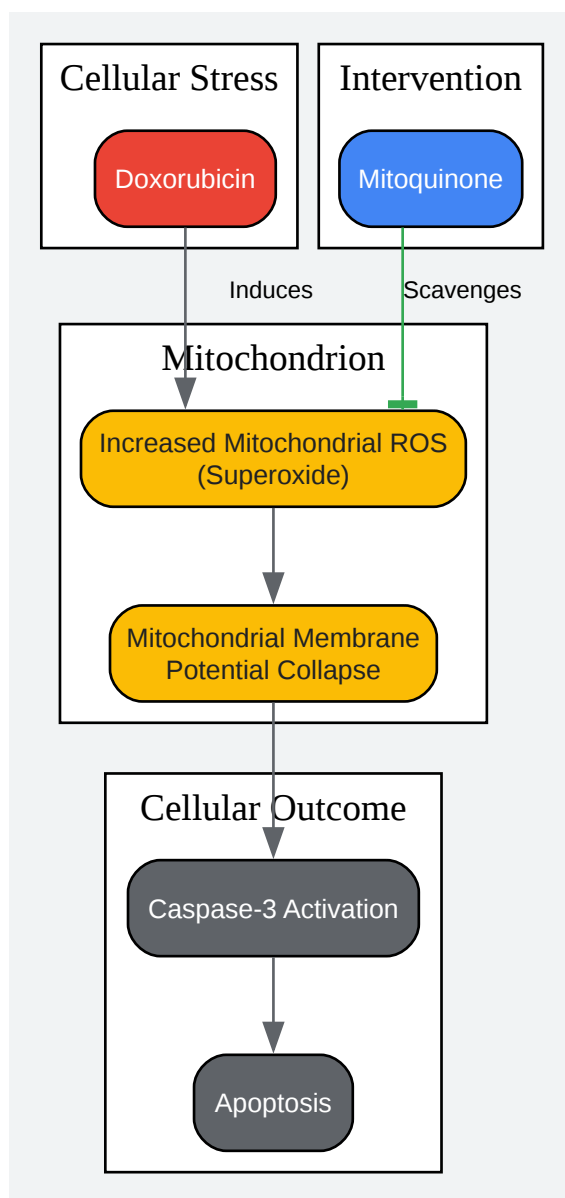 Cellular Stress
Intervention
Doxorubicin
Mitoquinone
Induces
Scavenges
Mitochondrion
Increased Mitochondrial ROS
(Superoxide)
Mitochondrial Membrane
Potential Collapse
Cellular Outcome
Caspase-3 Activation
Apoptosis